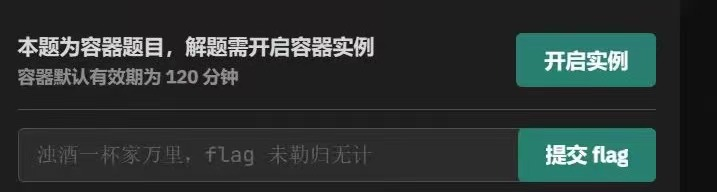 本题为容器题目，解题需开启容器实例
容器默认有效期为 120 分钟
开启实例
浊酒一杯家万里，flag 未勒归无计
提交 flag